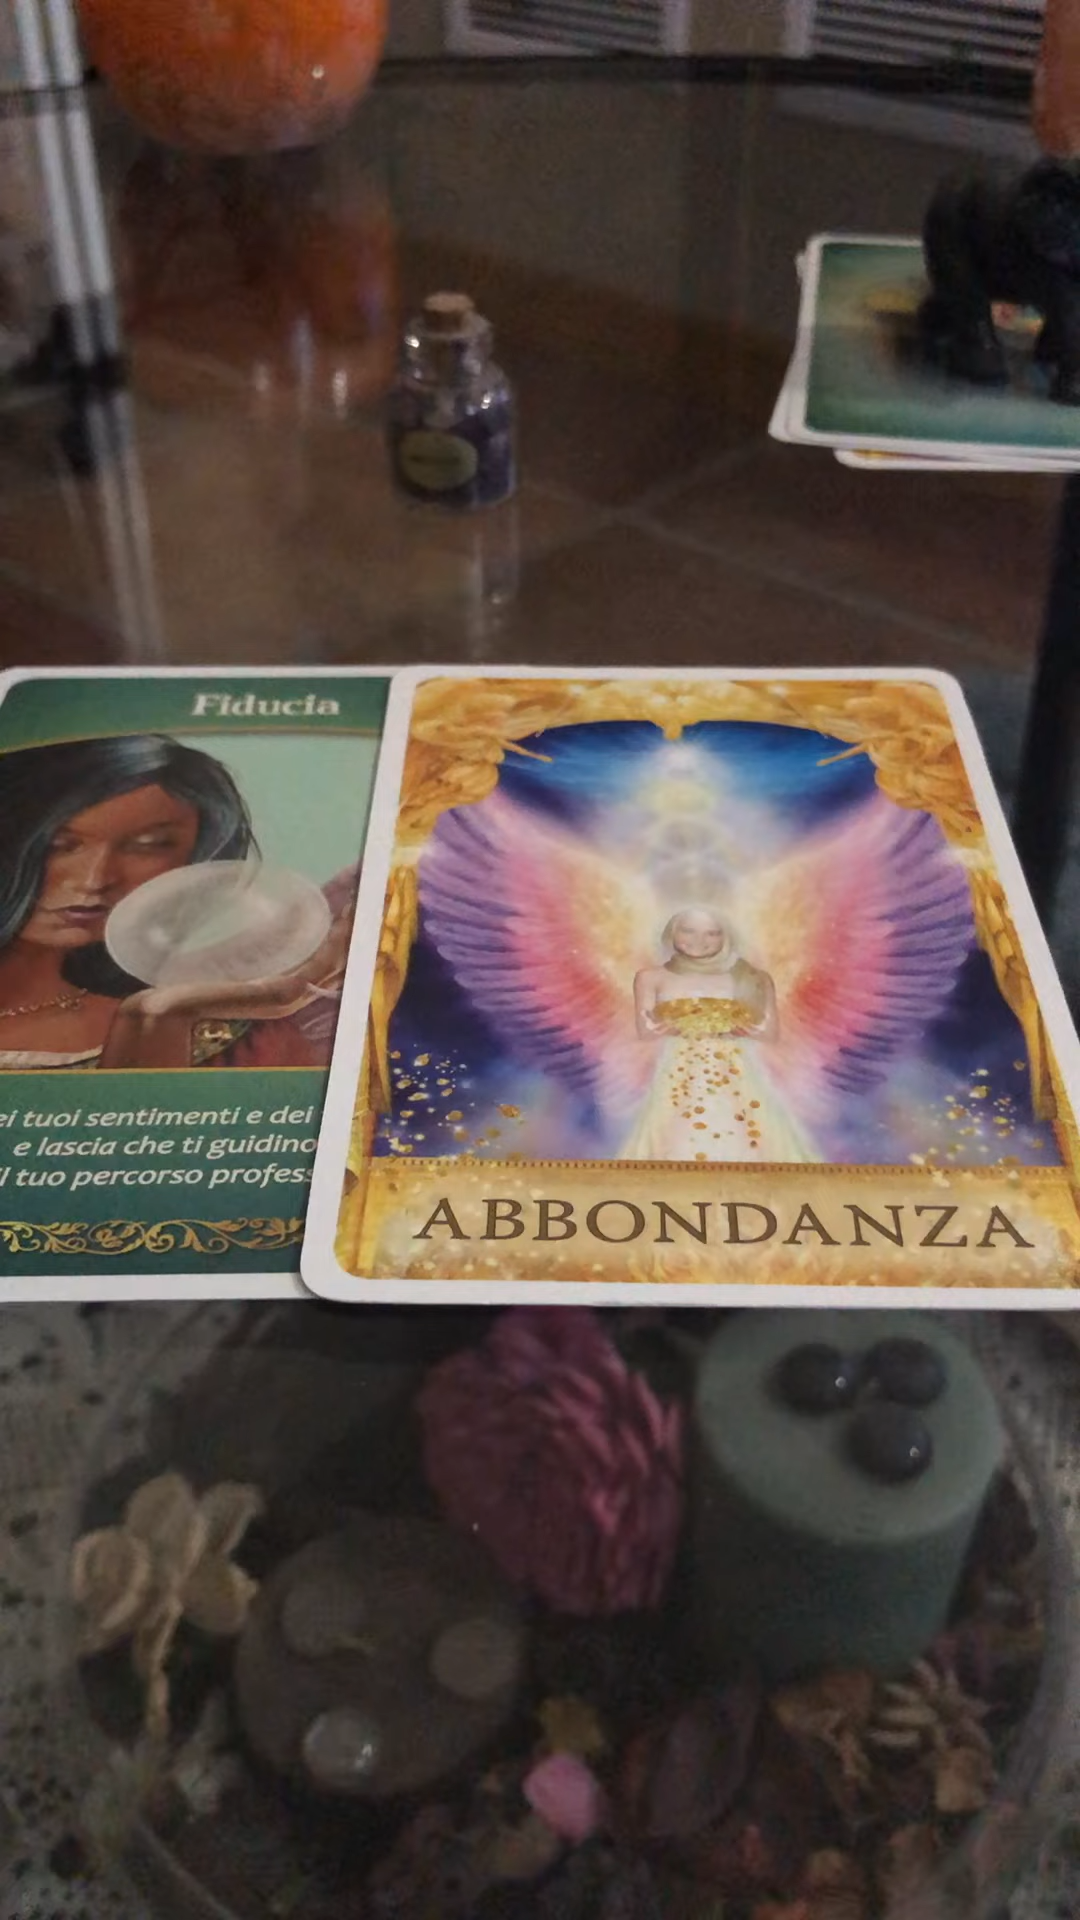 Fiducia
ei tuoi sentimenti e dei
e lascia che ti guidino
il tuo percorso profess
ABBONDANZA